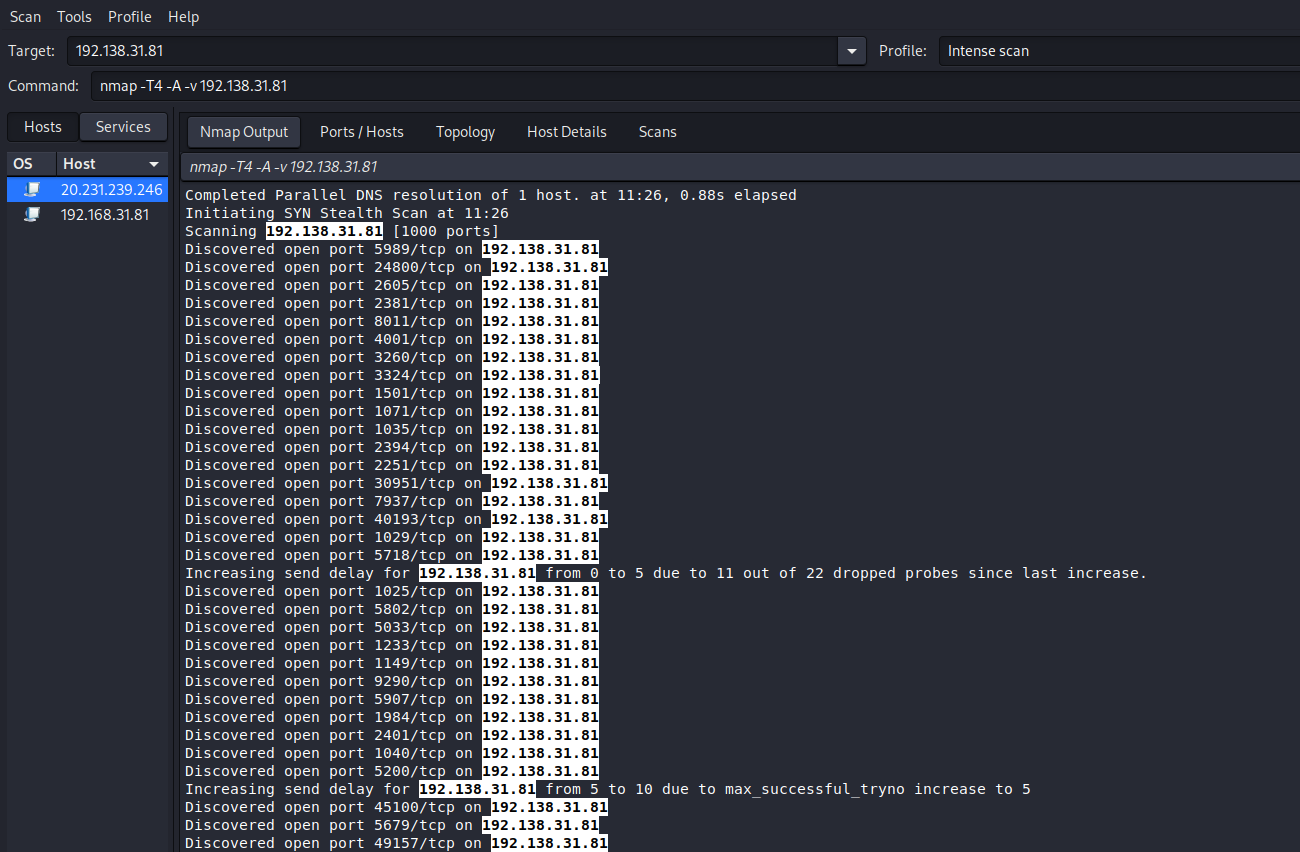 Scan Tools Profile Help
Target: 192.138.31.81 Profile: Intense scan
Command: nmap -T4 -A -v 192.138.31.81
Hosts Services
Nmap Output Ports / Hosts Topology Host Details Scans
OS Host
20.231.239.246
192.168.31.81
nmap -T4 -A -v 192.138.31.81
Completed Parallel DNS resolution of 1 host. at 11:26, 0.88s elapsed
Initiating SYN Stealth Scan at 11:26
Scanning 192.138.31.81 [1000 ports]
Discovered open port 5989/tcp on 192.138.31.81
Discovered open port 24800/tcp on 192.138.31.81
Discovered open port 2605/tcp on 192.138.31.81
Discovered open port 2381/tcp on 192.138.31.81
Discovered open port 8011/tcp on 192.138.31.81
Discovered open port 4001/tcp on 192.138.31.81
Discovered open port 3260/tcp on 192.138.31.81
Discovered open port 3324/tcp on 192.138.31.81
Discovered open port 1501/tcp on 192.138.31.81
Discovered open port 1071/tcp on 192.138.31.81
Discovered open port 1035/tcp on 192.138.31.81
Discovered open port 2394/tcp on 192.138.31.81
Discovered open port 2251/tcp on 192.138.31.81
Discovered open port 30951/tcp on 192.138.31.81
Discovered open port 7937/tcp on 192.138.31.81
Discovered open port 40193/tcp on 192.138.31.81
Discovered open port 1029/tcp on 192.138.31.81
Discovered open port 5718/tcp on 192.138.31.81
Increasing send delay for 192.138.31.81 from 0 to 5 due to 11 out of 22 dropped probes since last increase.
Discovered open port 1025/tcp on 192.138.31.81
Discovered open port 5802/tcp on 192.138.31.81
Discovered open port 5033/tcp on 192.138.31.81
Discovered open port 1233/tcp on 192.138.31.81
Discovered open port 1149/tcp on 192.138.31.81
Discovered open port 9290/tcp on 192.138.31.81
Discovered open port 5907/tcp on 192.138.31.81
Discovered open port 1984/tcp on 192.138.31.81
Discovered open port 2401/tcp on 192.138.31.81
Discovered open port 1040/tcp on 192.138.31.81
Discovered open port 5200/tcp on 192.138.31.81
Increasing send delay for 192.138.31.81 from 5 to 10 due to max_successful_tryno increase to 5
Discovered open port 45100/tcp on 192.138.31.81
Discovered open port 5679/tcp on 192.138.31.81
Discovered open port 49157/tcp on 192.138.31.81